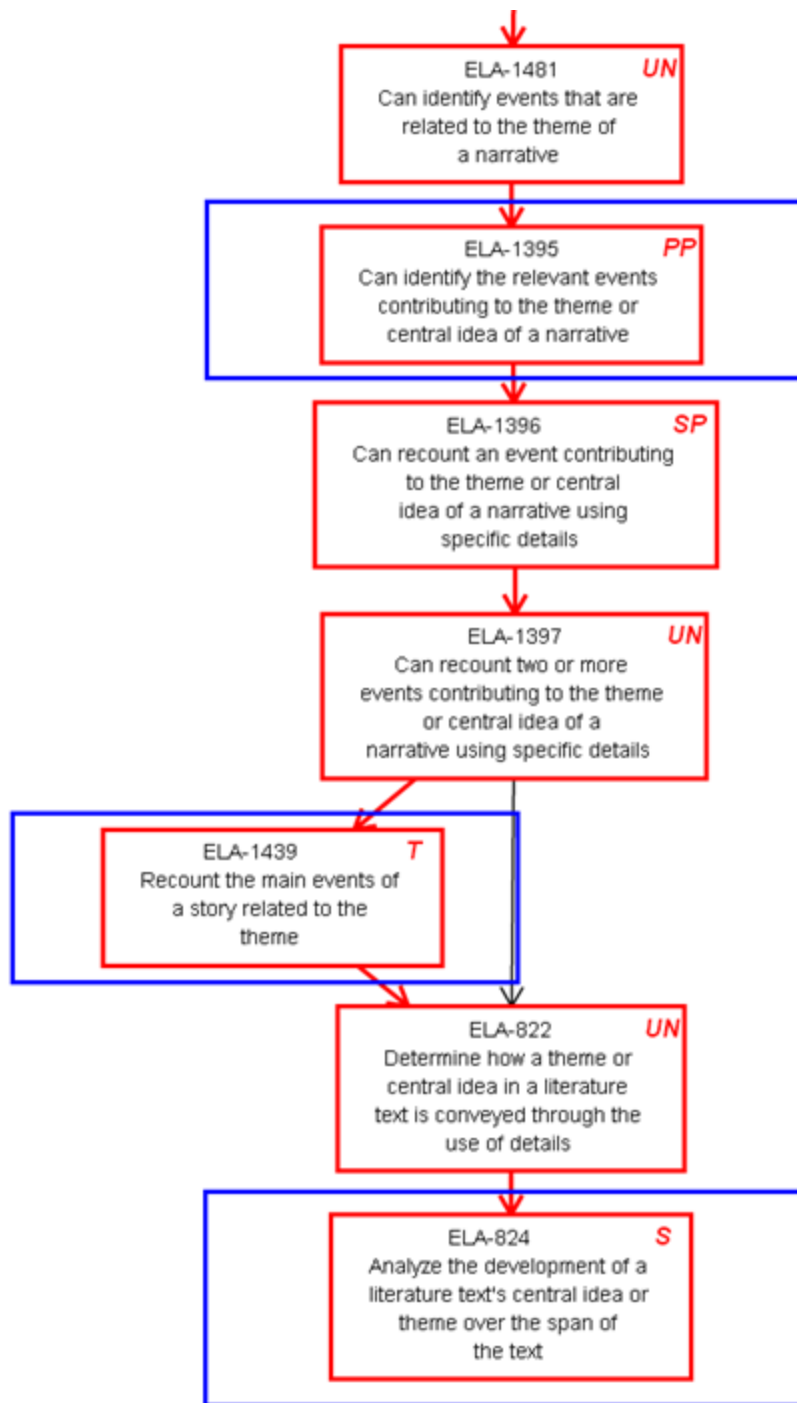 ELA-1481 UN
Can identify events that are
related to the theme of
a narrative
ELA-1395 PP
Can identify the relevant events
contributing to the theme or
central idea of a narrative
ELA-1396 SP
Can recount an event contributing
to the theme or central
idea of a narrative using
specific details
ELA-1397 UN
Can recount two or more
events contributing to the theme
or central idea of a
narrative using specific details
ELA-1439 T
Recount the main events of
a story related to the
theme
ELA-822 UN
Determine how a theme or
central idea in a literature
text is conveyed through the
use of details
ELA-824 S
Analyze the development of a
literature text's central idea or
theme over the span of
the text